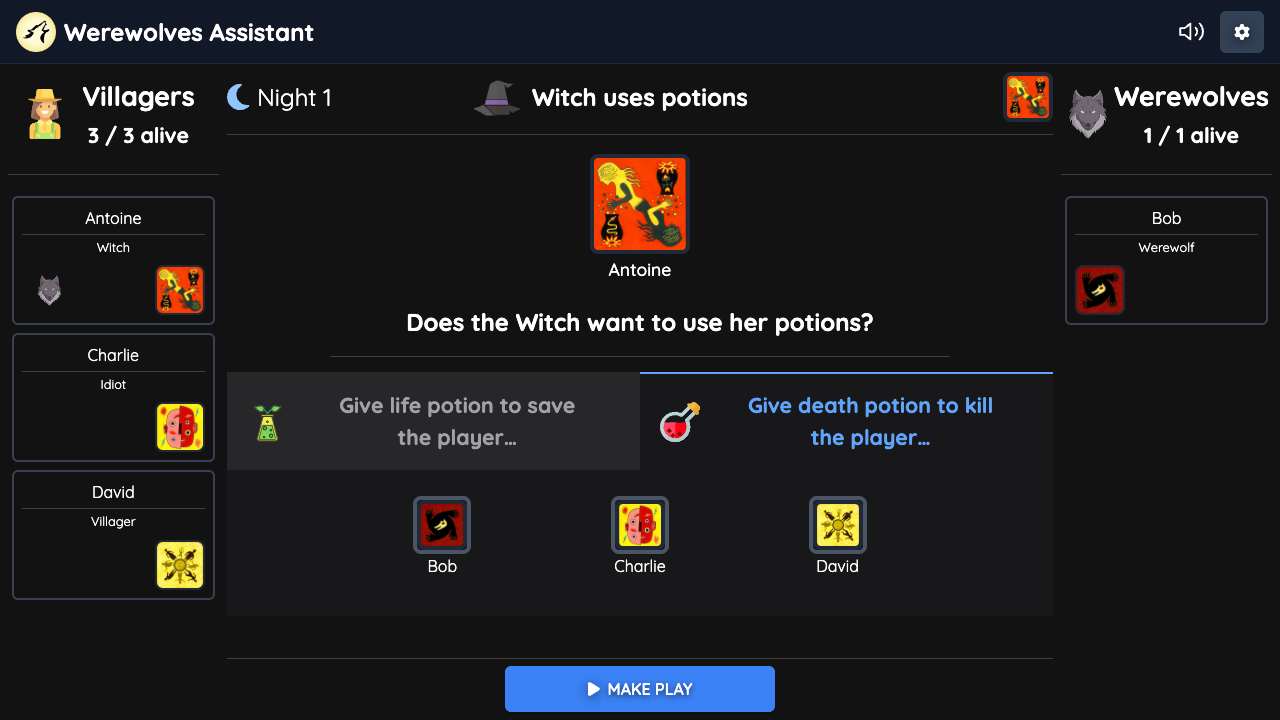 Werewolves Assistant
Villagers
3 / 3 alive
Antoine
Witch
Charlie
Idiot
David
Villager
Night 1
Witch uses potions
Antoine
Does the Witch want to use her potions?
Give life potion to save
the player...
Give death potion to kill
the player...
Bob
Charlie
David
MAKE PLAY
Werewolves
1 / 1 alive
Bob
Werewolf